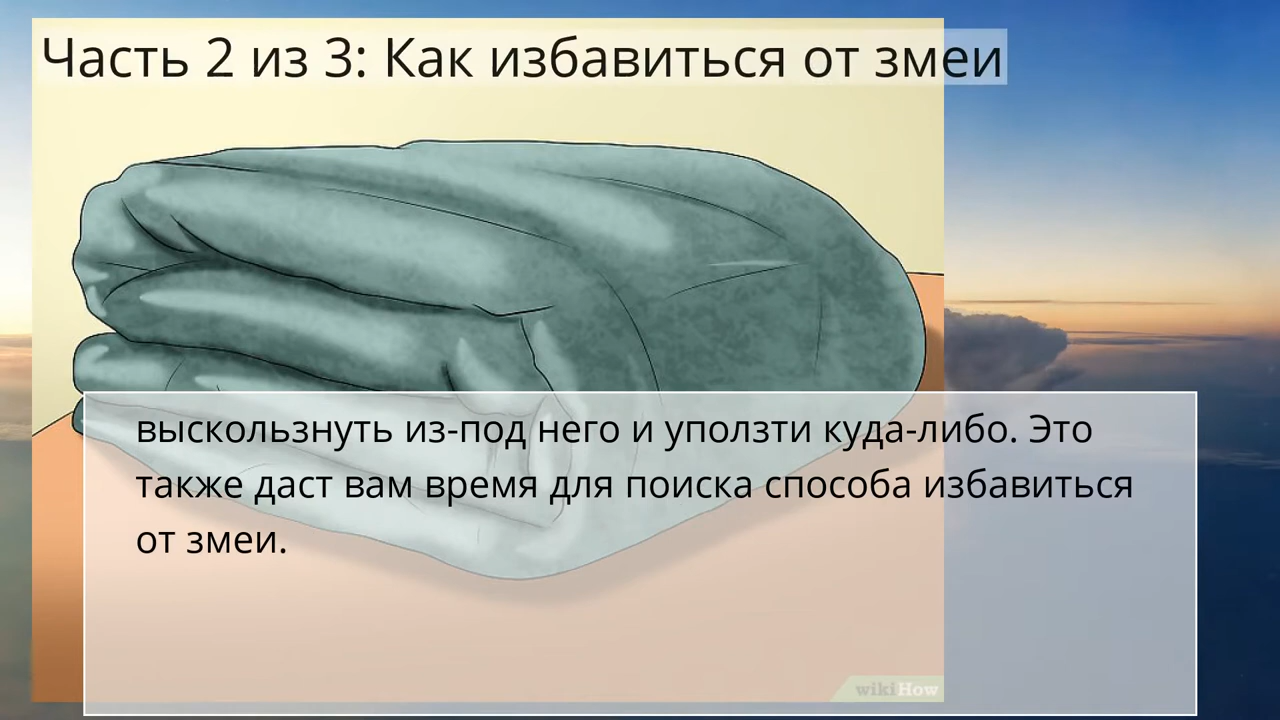 Часть 2 из 3: Как избавиться от змеи
выскользнуть из-под него и уползти куда-либо. Это
также даст вам время для поиска способа избавиться
от змеи.
wikiHow